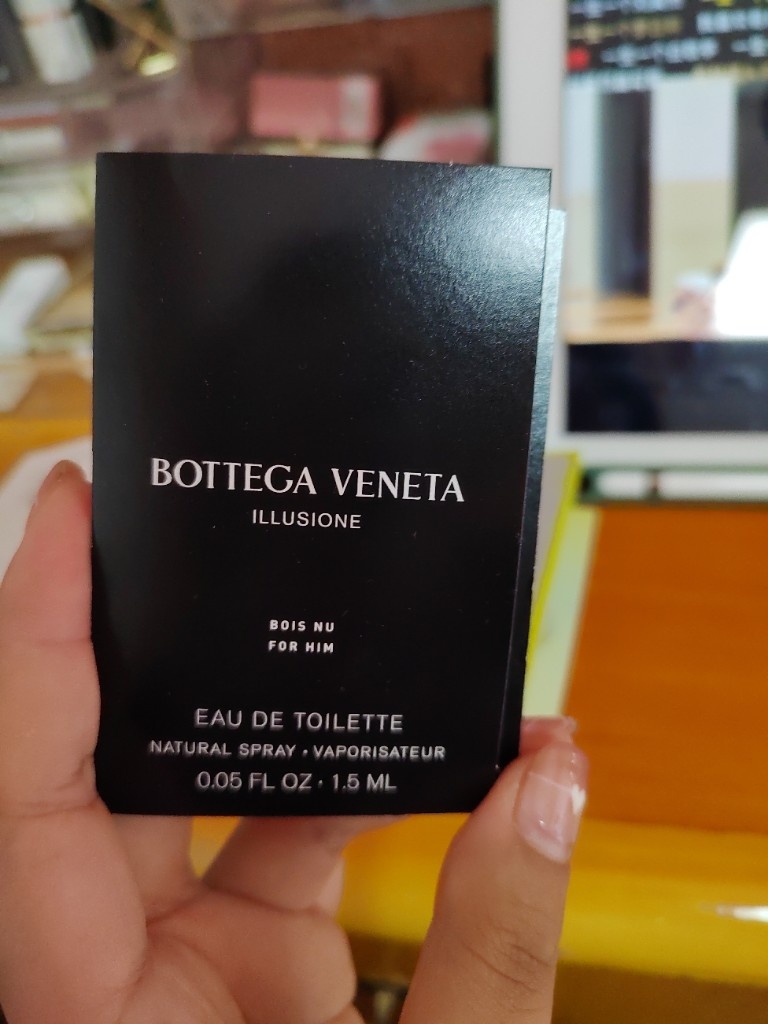 BOTTEGA VENETA
ILLUSIONE
BOIS NU
FOR HIM
EAU DE TOILETTE
NATURAL SPRAY • VAPORISATEUR
0.05 FL OZ • 1.5 ML